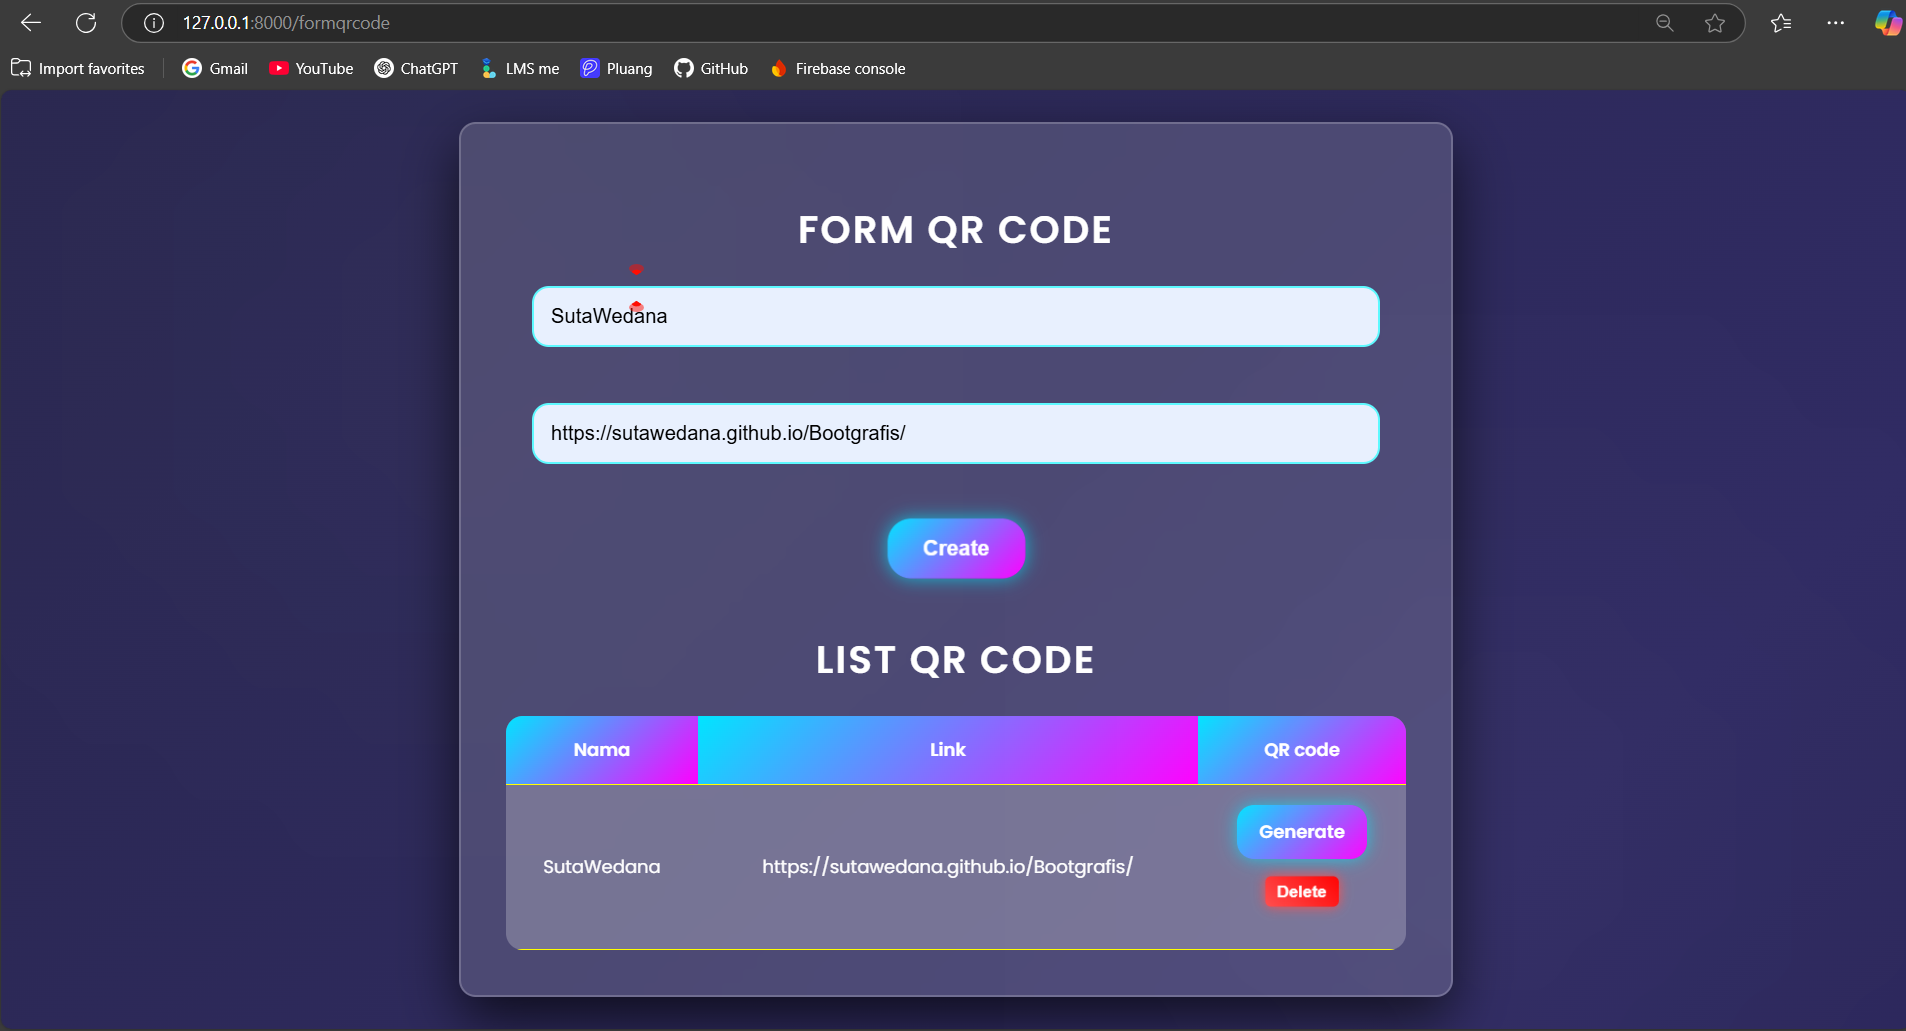 127.0.0.1:8000/formqrcode
Import favorites Gmail YouTube ChatGPT LMS me Pluang GitHub Firebase console
FORM QR CODE
SutaWedana
https://sutawedana.github.io/Bootgrafis/
Create
LIST QR CODE
Nama Link QR code
Generate
SutaWedana https://sutawedana.github.io/Bootgrafis/
Delete